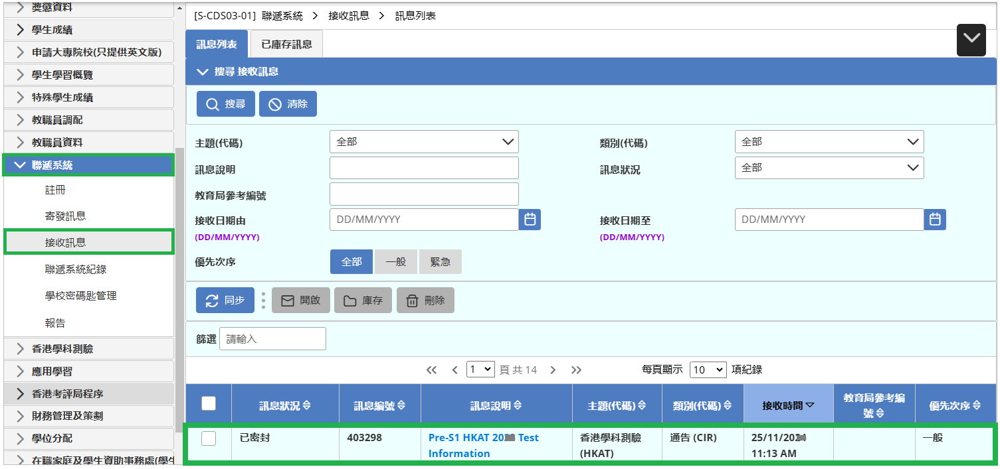 獎懲資料
學生成績
申請大專院校(只提供英文版)
學生學習概覽
特殊學生成績
教職員調配
教職員資料
聯遞系統
註冊
寄發訊息
接收訊息
聯遞系統紀錄
學校密碼匙管理
報告
香港學科測驗
應用學習
香港考評局程序
財務管理及策劃
學位分配
在職家庭及學生資助事務處(學生
[S-CDS03-01] 聯遞系統 > 接收訊息 > 訊息列表
訊息列表 已庫存訊息
搜尋 接收訊息
搜尋 清除
主題(代碼) 全部 類別(代碼) 全部
訊息說明 訊息狀況 全部
教育局參考編號
接收日期由 DD/MM/YYYY 接收日期至 DD/MM/YYYY
(DD/MM/YYYY) (DD/MM/YYYY)
優先次序 全部 一般 緊急
同步 開啟 庫存 刪除
篩選 請輸入
<< < 1 頁 共 14 > >> 每頁顯示 10 項紀錄
訊息狀況 訊息編號 訊息說明 主題(代碼) 類別(代碼) 接收時間 教育局參考編號 優先次序
已密封 403298 Pre-S1 HKAT Test 香港學科測驗 通告 (CIR) 25/11/ 一般
Information (HKAT) 11:13 AM